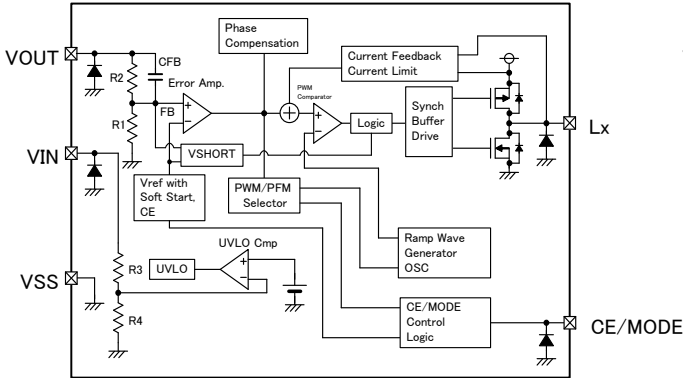 Phase
Compensation
VOUT
CFB
R2
Error Amp.
FB
R1
PWM
Comparator
Current Feedback
Current Limit
Logic
Synch
Buffer
Drive
Lx
VIN
VSHORT
Vref with
Soft Start,
CE
PWM/PFM
Selector
UVLO Cmp
R3
UVLO
Ramp Wave
Generator
OSC
VSS
R4
CE/MODE
Control
Logic
CE/MODE